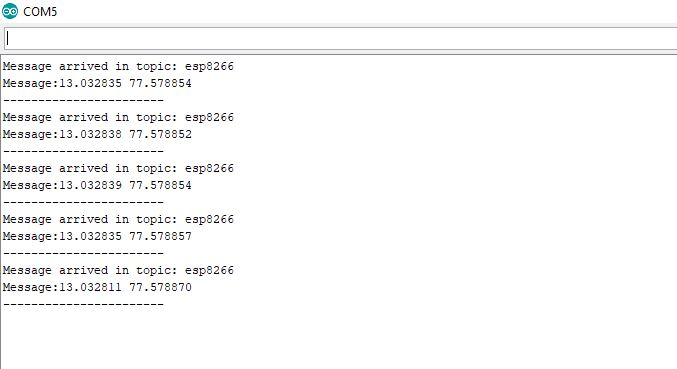 COM5
Message arrived in topic: esp8266
Message:13.032835 77.578854
-----------------------
Message arrived in topic: esp8266
Message:13.032838 77.578852
-----------------------
Message arrived in topic: esp8266
Message:13.032839 77.578854
-----------------------
Message arrived in topic: esp8266
Message:13.032835 77.578857
-----------------------
Message arrived in topic: esp8266
Message:13.032811 77.578870
-----------------------